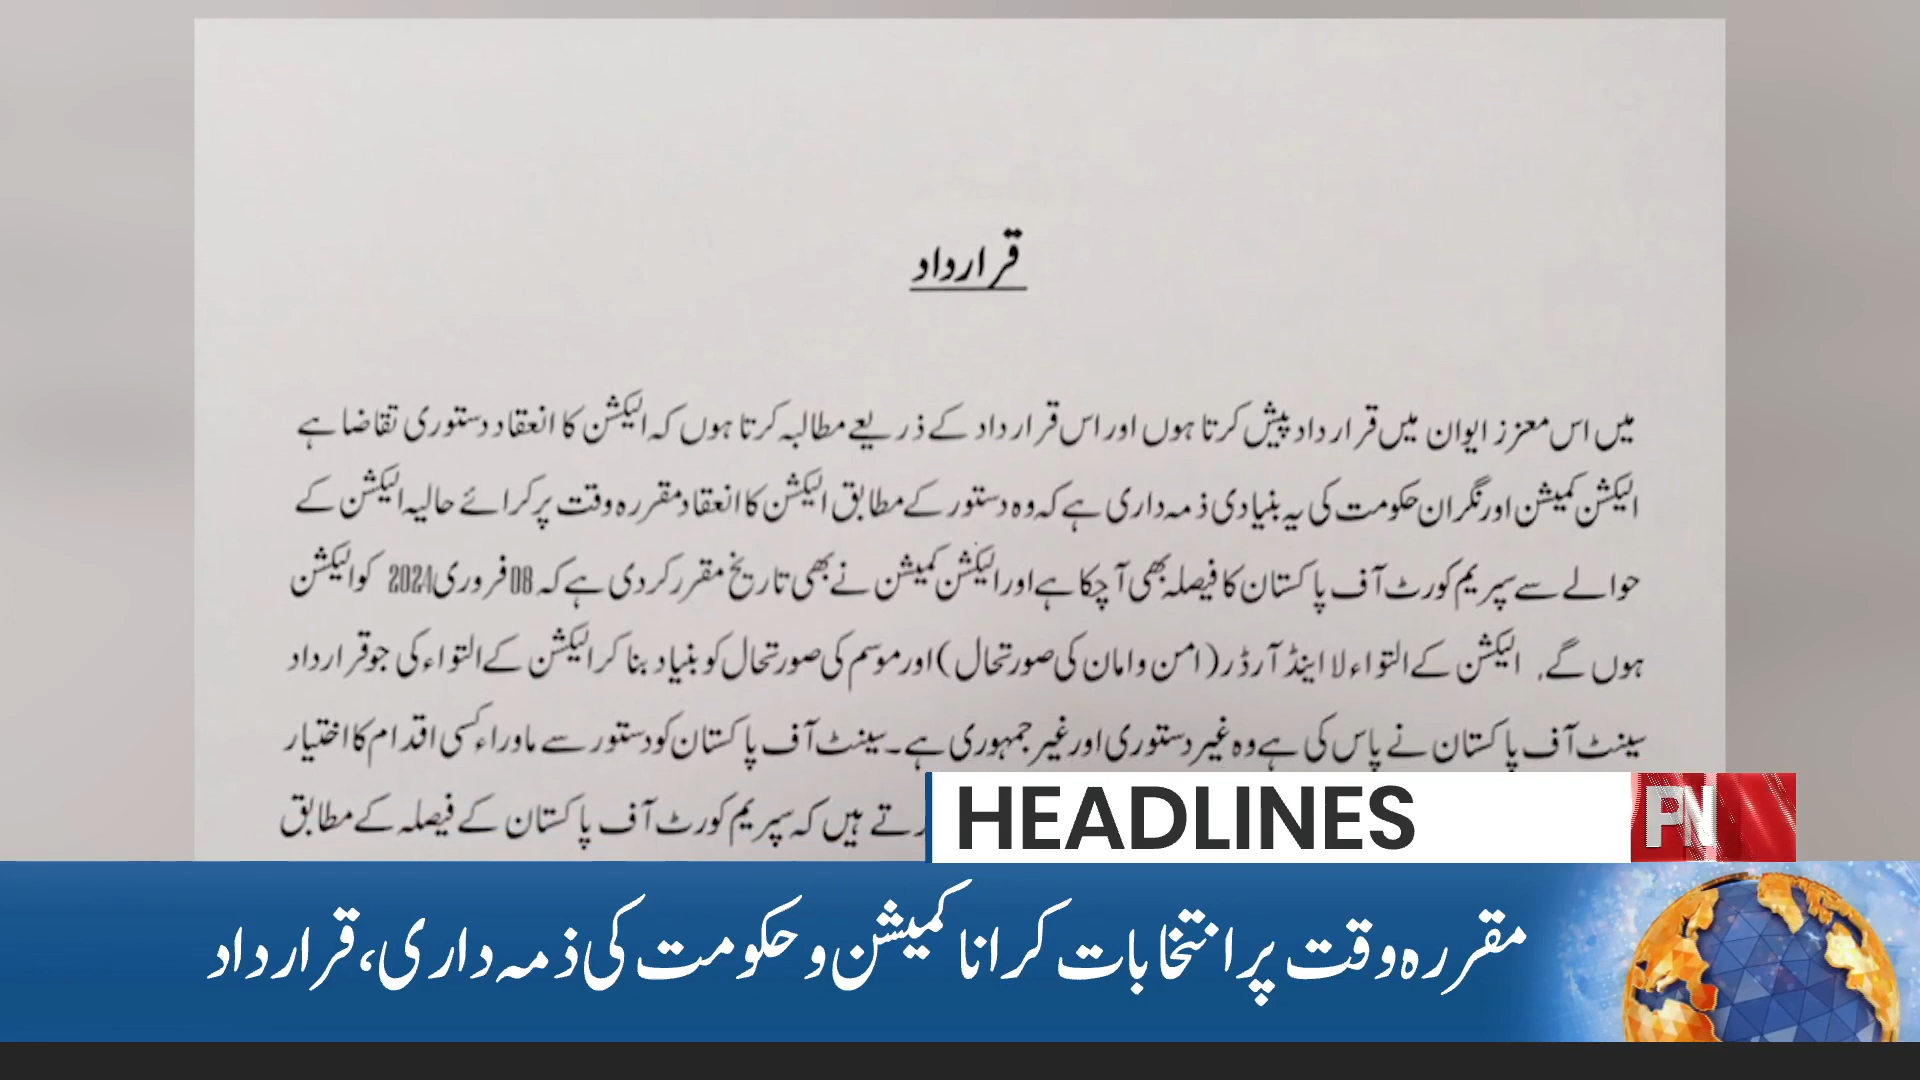 قرارداد
میں اس معزز ایوان میں قرارداد پیش کرتا ہوں اور اس قرارداد کے ذریعے مطالبہ کرتا ہوں کہ الیکشن کا انعقاد دستوری تقاضا ہے
الیکشن کمیشن اور نگران حکومت کی یہ بنیادی ذمہ داری ہے کہ وہ دستور کے مطابق الیکشن کا انعقاد مقررہ وقت پر کرائے حالیہ الیکشن کے
حوالے سے سپریم کورٹ آف پاکستان کا فیصلہ بھی آچکا ہے اور الیکشن کمیشن نے بھی تاریخ مقرر کردی ہے کہ 08 فروری 2024 کو الیکشن
ہوں گے, الیکشن کے التواء لا اینڈ آرڈر (امن و امان کی صورتحال) اور موسم کی صورتحال کو بنیاد بنا کر الیکشن کے التواء کی جو قرارداد
سینٹ آف پاکستان نے پاس کی ہے وہ غیر دستوری اور غیر جمہوری ہے۔ سینٹ آف پاکستان کو دستور سے ماوراء کسی اقدام کا اختیار
ہیں کہ سپریم کورٹ آف پاکستان کے فیصلہ کے مطابق
HEADLINES
PN
مقررہ وقت پر انتخابات کرانا کمیشن و حکومت کی ذمہ داری، قرارداد